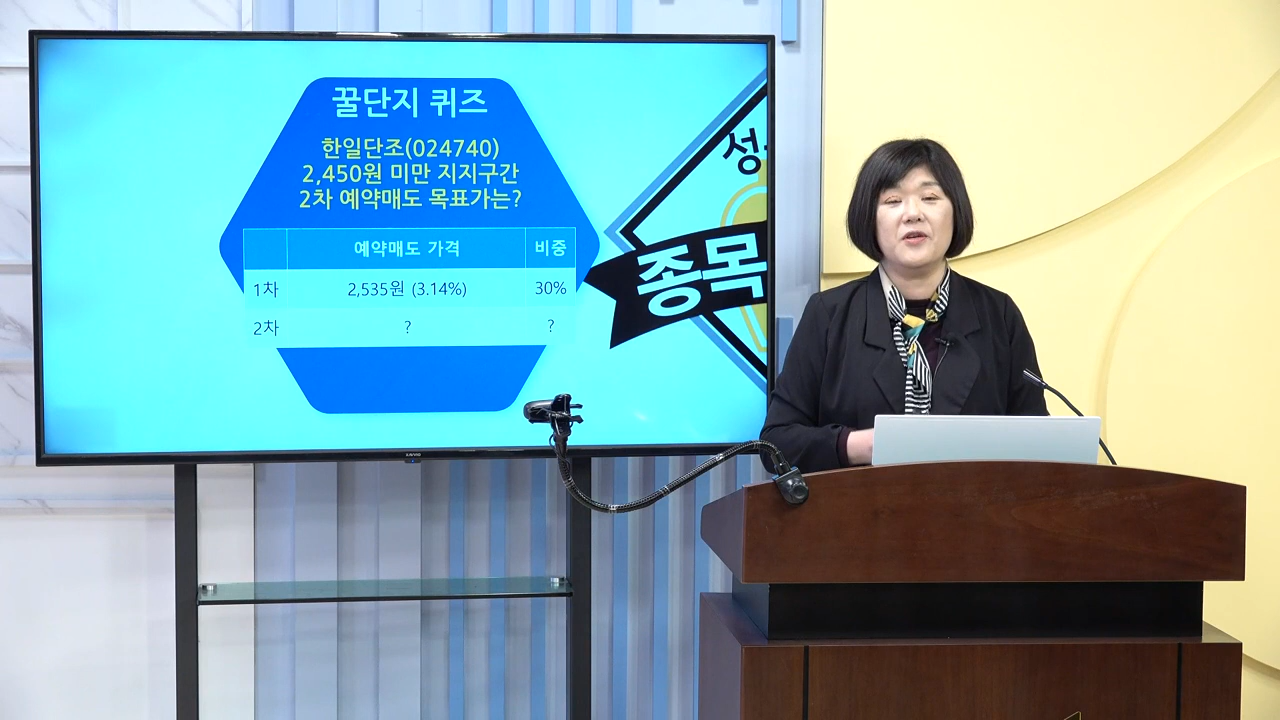 꿀단지 퀴즈
한일단조(024740)
2,450원 미만 지지구간
2차 예약매도 목표가는?
예약매도 가격 비중
1차 2,535원 (3.14%) 30%
2차 ? ?
성
종목